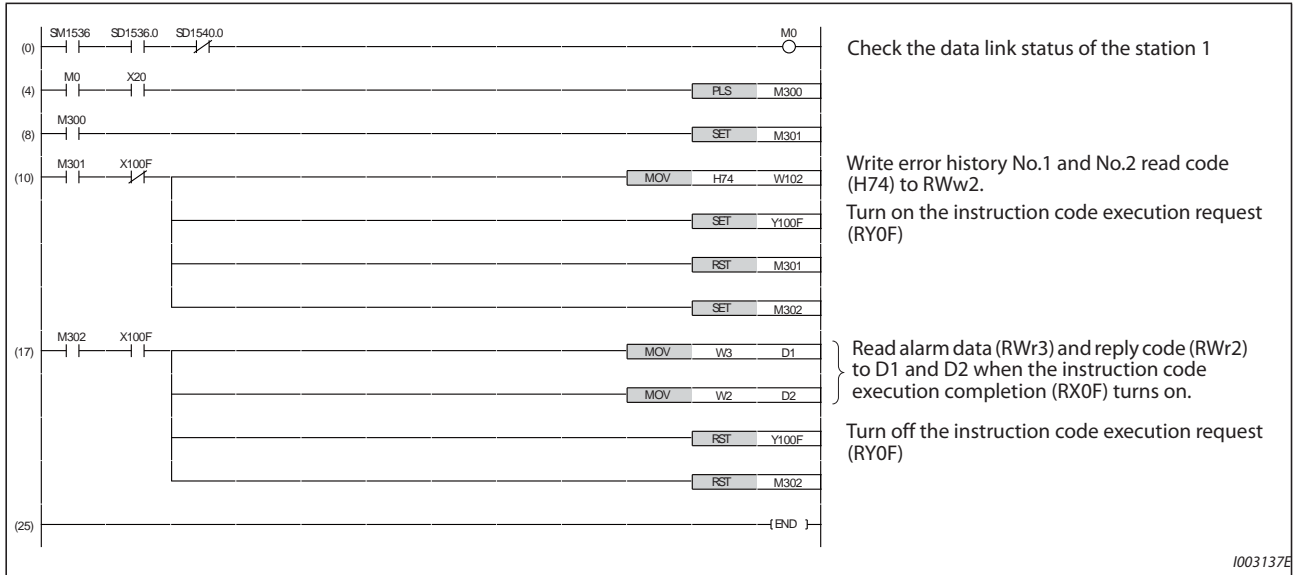 SM1536 SD1536.0 SD1540.0 M0
(0) Check the data link status of the station 1
M0 X20
(4) PLS M300
M300
(8) SET M301
M301 X100F
(10) MOV H74 W102
Write error history No.1 and No.2 read code
(H74) to RWw2.
SET Y100F
Turn on the instruction code execution request
(RY0F)
RST M301
SET M302
M302 X100F
(17) MOV W3 D1
MOV W2 D2
Read alarm data (RWr3) and reply code (RWr2)
to D1 and D2 when the instruction code
execution completion (RX0F) turns on.
RST Y100F
Turn off the instruction code execution request
(RY0F)
RST M302
(25) END
I003137E